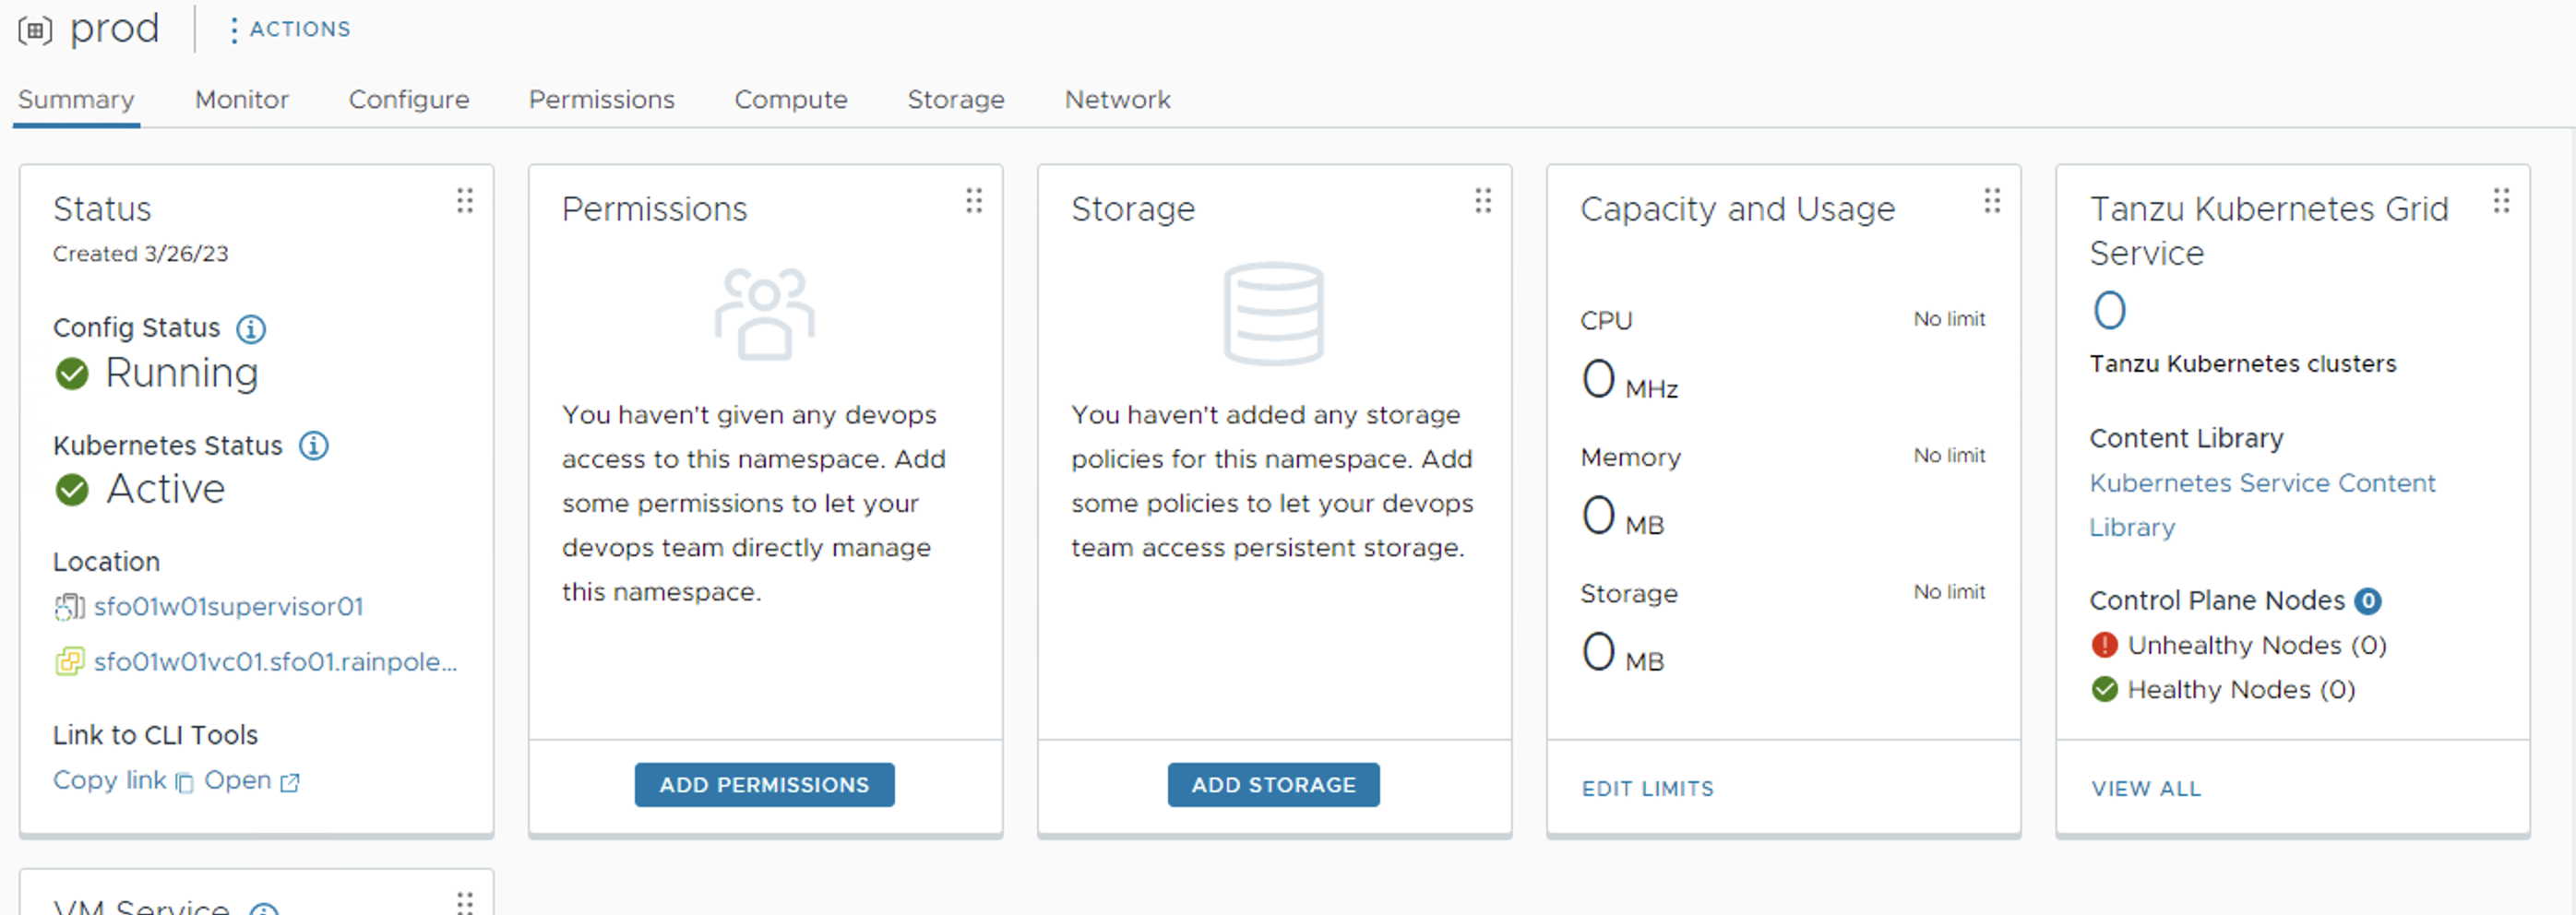 prod
ACTIONS
Summary
Monitor
Configure
Permissions
Compute
Storage
Network
Status
Created 3/26/23
Config Status
Running
Kubernetes Status
Active
Location
sfo01w01supervisor01
sfo01w01vc01.sfo01.rainpole...
Link to CLI Tools
Copy link
Open
Permissions
You haven't given any devops
access to this namespace. Add
some permissions to let your
devops team directly manage
this namespace.
ADD PERMISSIONS
Storage
You haven't added any storage
policies for this namespace. Add
some policies to let your devops
team access persistent storage.
ADD STORAGE
Capacity and Usage
CPU
No limit
0 MHz
Memory
No limit
0 MB
Storage
No limit
0 MB
EDIT LIMITS
Tanzu Kubernetes Grid
Service
0
Tanzu Kubernetes clusters
Content Library
Kubernetes Service Content
Library
Control Plane Nodes 0
Unhealthy Nodes (0)
Healthy Nodes (0)
VIEW ALL
VM Service